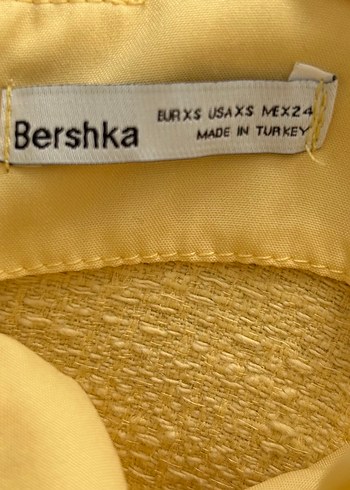 Bershka
EUR XS USA XS MEX 24
MADE IN TURKEY